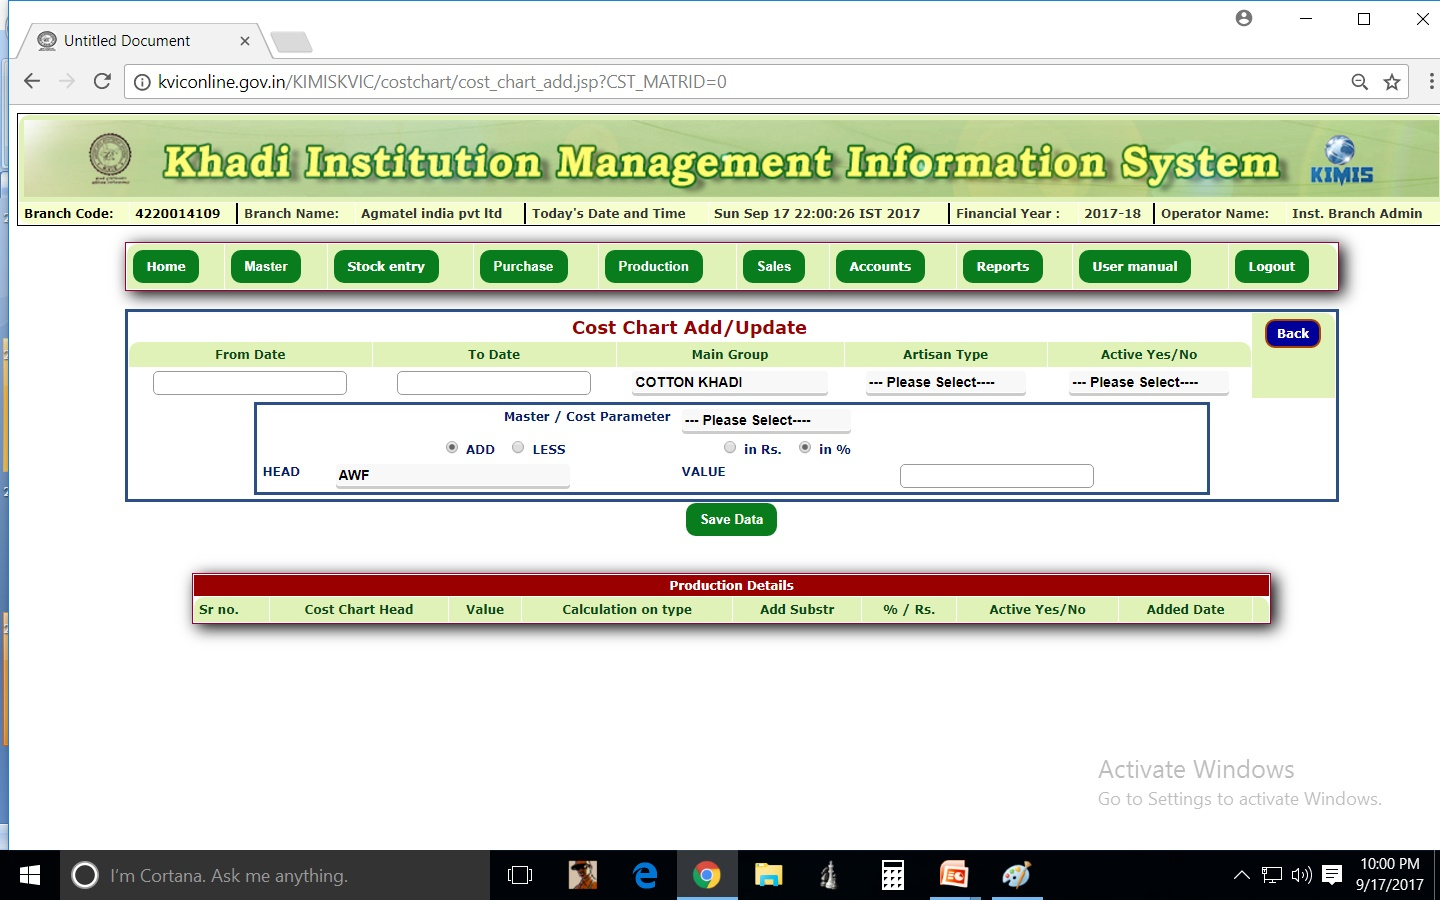 Untitled Document
kviconline.gov.in/KIMISKVIC/costchart/cost_chart_add.jsp?CST_MATRID=0
Khadi Institution Management Information System
KIMIS
Branch Code: 4220014109 Branch Name: Agmatel india pvt ltd Today's Date and Time Sun Sep 17 22:00:26 IST 2017 Financial Year : 2017-18 Operator Name: Inst. Branch Admin
Home Master Stock entry Purchase Production Sales Accounts Reports User manual Logout
Cost Chart Add/Update
Back
From Date To Date Main Group Artisan Type Active Yes/No
COTTON KHADI --- Please Select---- --- Please Select----
Master / Cost Parameter --- Please Select----
ADD LESS in Rs. in %
HEAD AWF VALUE
Save Data
Production Details
Sr no. Cost Chart Head Value Calculation on type Add Substr % / Rs. Active Yes/No Added Date
Activate Windows
Go to Settings to activate Windows.
I'm Cortana. Ask me anything.
10:00 PM
9/17/2017